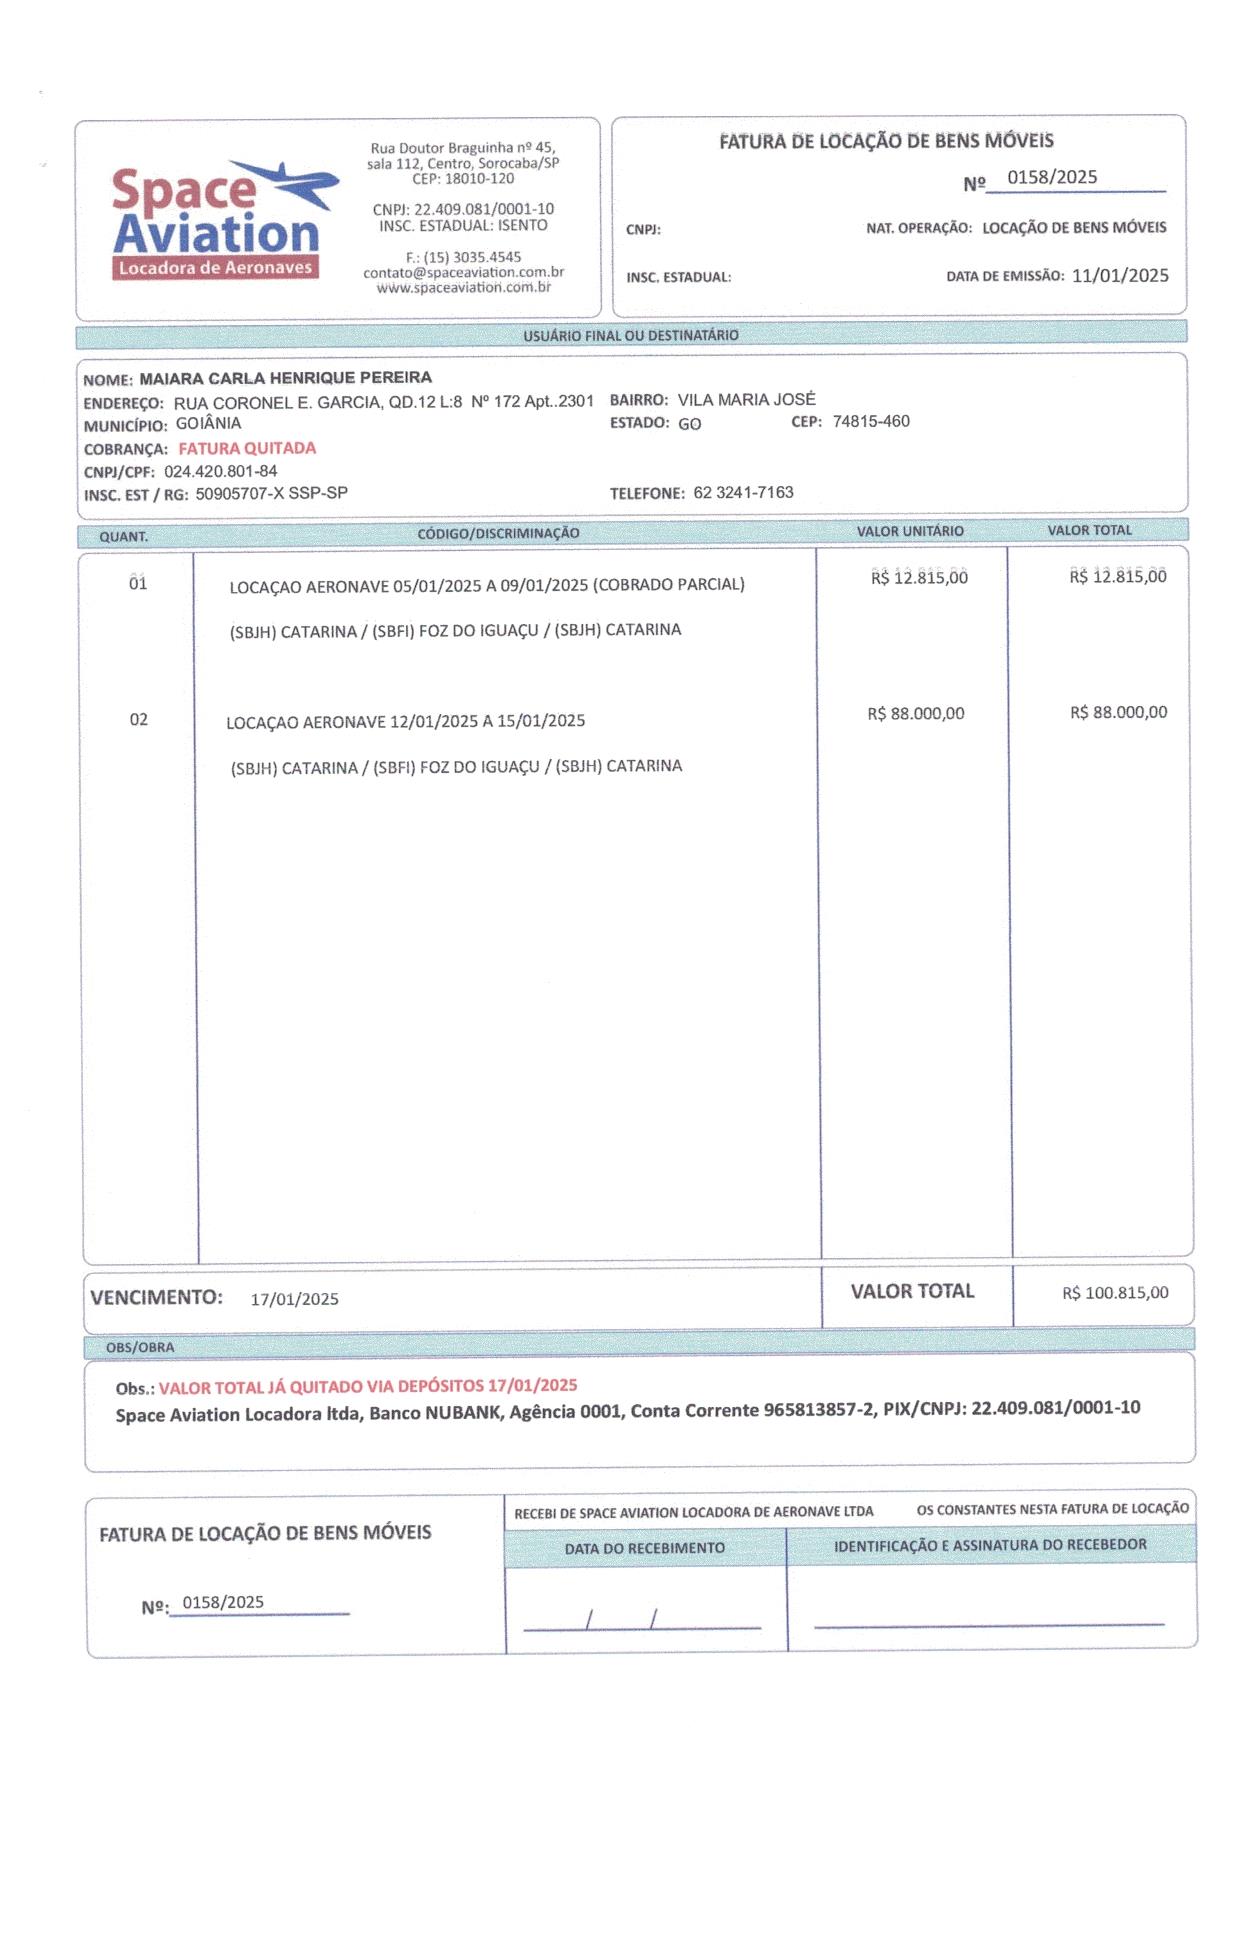 Space
Aviation
Locadora de Aeronaves
Rua Doutor Braguinha nº 45,
sala 112, Centro, Sorocaba/SP
CEP: 18010-120
CNPJ: 22.409.081/0001-10
INSC. ESTADUAL: ISENTO
F.: (15) 3035.4545
contato@spaceaviation.com.br
www.spaceaviation.com.br
FATURA DE LOCAÇÃO DE BENS MÓVEIS
Nº 0158/2025
CNPJ: NAT. OPERAÇÃO: LOCAÇÃO DE BENS MÓVEIS
INSC. ESTADUAL: DATA DE EMISSÃO: 11/01/2025
USUÁRIO FINAL OU DESTINATÁRIO
NOME: MAIARA CARLA HENRIQUE PEREIRA
ENDEREÇO: RUA CORONEL E. GARCIA, QD.12 L:8 Nº 172 Apt..2301 BAIRRO: VILA MARIA JOSÉ
MUNICÍPIO: GOIÂNIA ESTADO: GO CEP: 74815-460
COBRANÇA: FATURA QUITADA
CNPJ/CPF: 024.420.801-84
INSC. EST / RG: 50905707-X SSP-SP TELEFONE: 62 3241-7163
QUANT. CÓDIGO/DISCRIMINAÇÃO VALOR UNITÁRIO VALOR TOTAL
01 LOCAÇAO AERONAVE 05/01/2025 A 09/01/2025 (COBRADO PARCIAL) R$ 12.815,00 R$ 12.815,00
(SBJH) CATARINA / (SBFI) FOZ DO IGUAÇU / (SBJH) CATARINA
02 LOCAÇAO AERONAVE 12/01/2025 A 15/01/2025 R$ 88.000,00 R$ 88.000,00
(SBJH) CATARINA / (SBFI) FOZ DO IGUAÇU / (SBJH) CATARINA
VENCIMENTO: 17/01/2025 VALOR TOTAL R$ 100.815,00
OBS/OBRA
Obs.: VALOR TOTAL JÁ QUITADO VIA DEPÓSITOS 17/01/2025
Space Aviation Locadora ltda, Banco NUBANK, Agência 0001, Conta Corrente 965813857-2, PIX/CNPJ: 22.409.081/0001-10
FATURA DE LOCAÇÃO DE BENS MÓVEIS
Nº: 0158/2025
RECEBI DE SPACE AVIATION LOCADORA DE AERONAVE LTDA OS CONSTANTES NESTA FATURA DE LOCAÇÃO
DATA DO RECEBIMENTO IDENTIFICAÇÃO E ASSINATURA DO RECEBEDOR
/ /